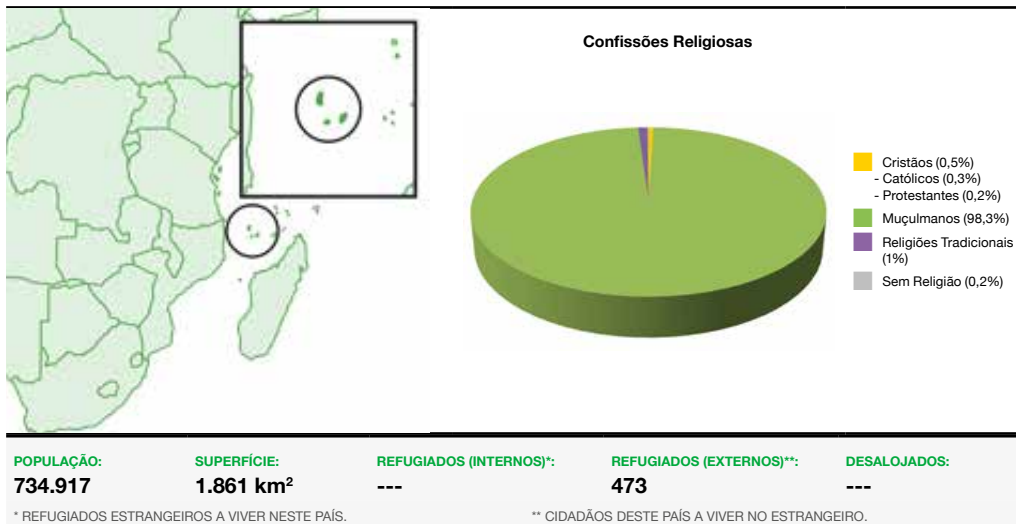 Confissões Religiosas
Cristãos (0,5%)
- Católicos (0,3%)
- Protestantes (0,2%)
Muçulmanos (98,3%)
Religiões Tradicionais
(1%)
Sem Religião (0,2%)
POPULAÇÃO:
734.917
SUPERFÍCIE:
1.861 km²
REFUGIADOS (INTERNOS)*:
---
REFUGIADOS (EXTERNOS)**:
473
DESALOJADOS:
---
* REFUGIADOS ESTRANGEIROS A VIVER NESTE PAÍS.
** CIDADÃOS DESTE PAÍS A VIVER NO ESTRANGEIRO.